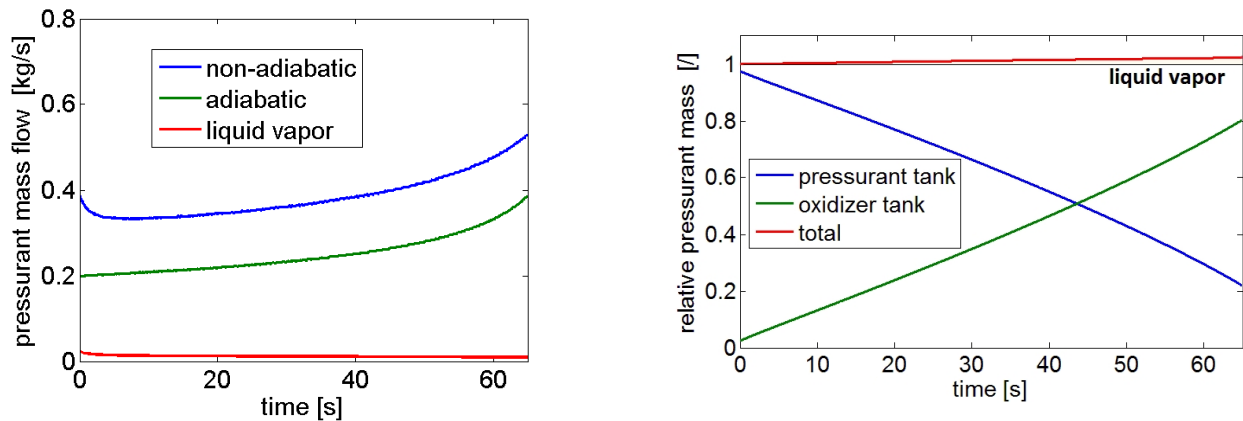 pressurant mass flow [kg/s]
0.8
0.6
0.4
0.2
0
non-adiabatic
adiabatic
liquid vapor
0 20 40 60
time [s]
relative pressurant mass [/]
1
0.8
0.6
0.4
0.2
0
liquid vapor
pressurant tank
oxidizer tank
total
0 10 20 30 40 50 60
time [s]